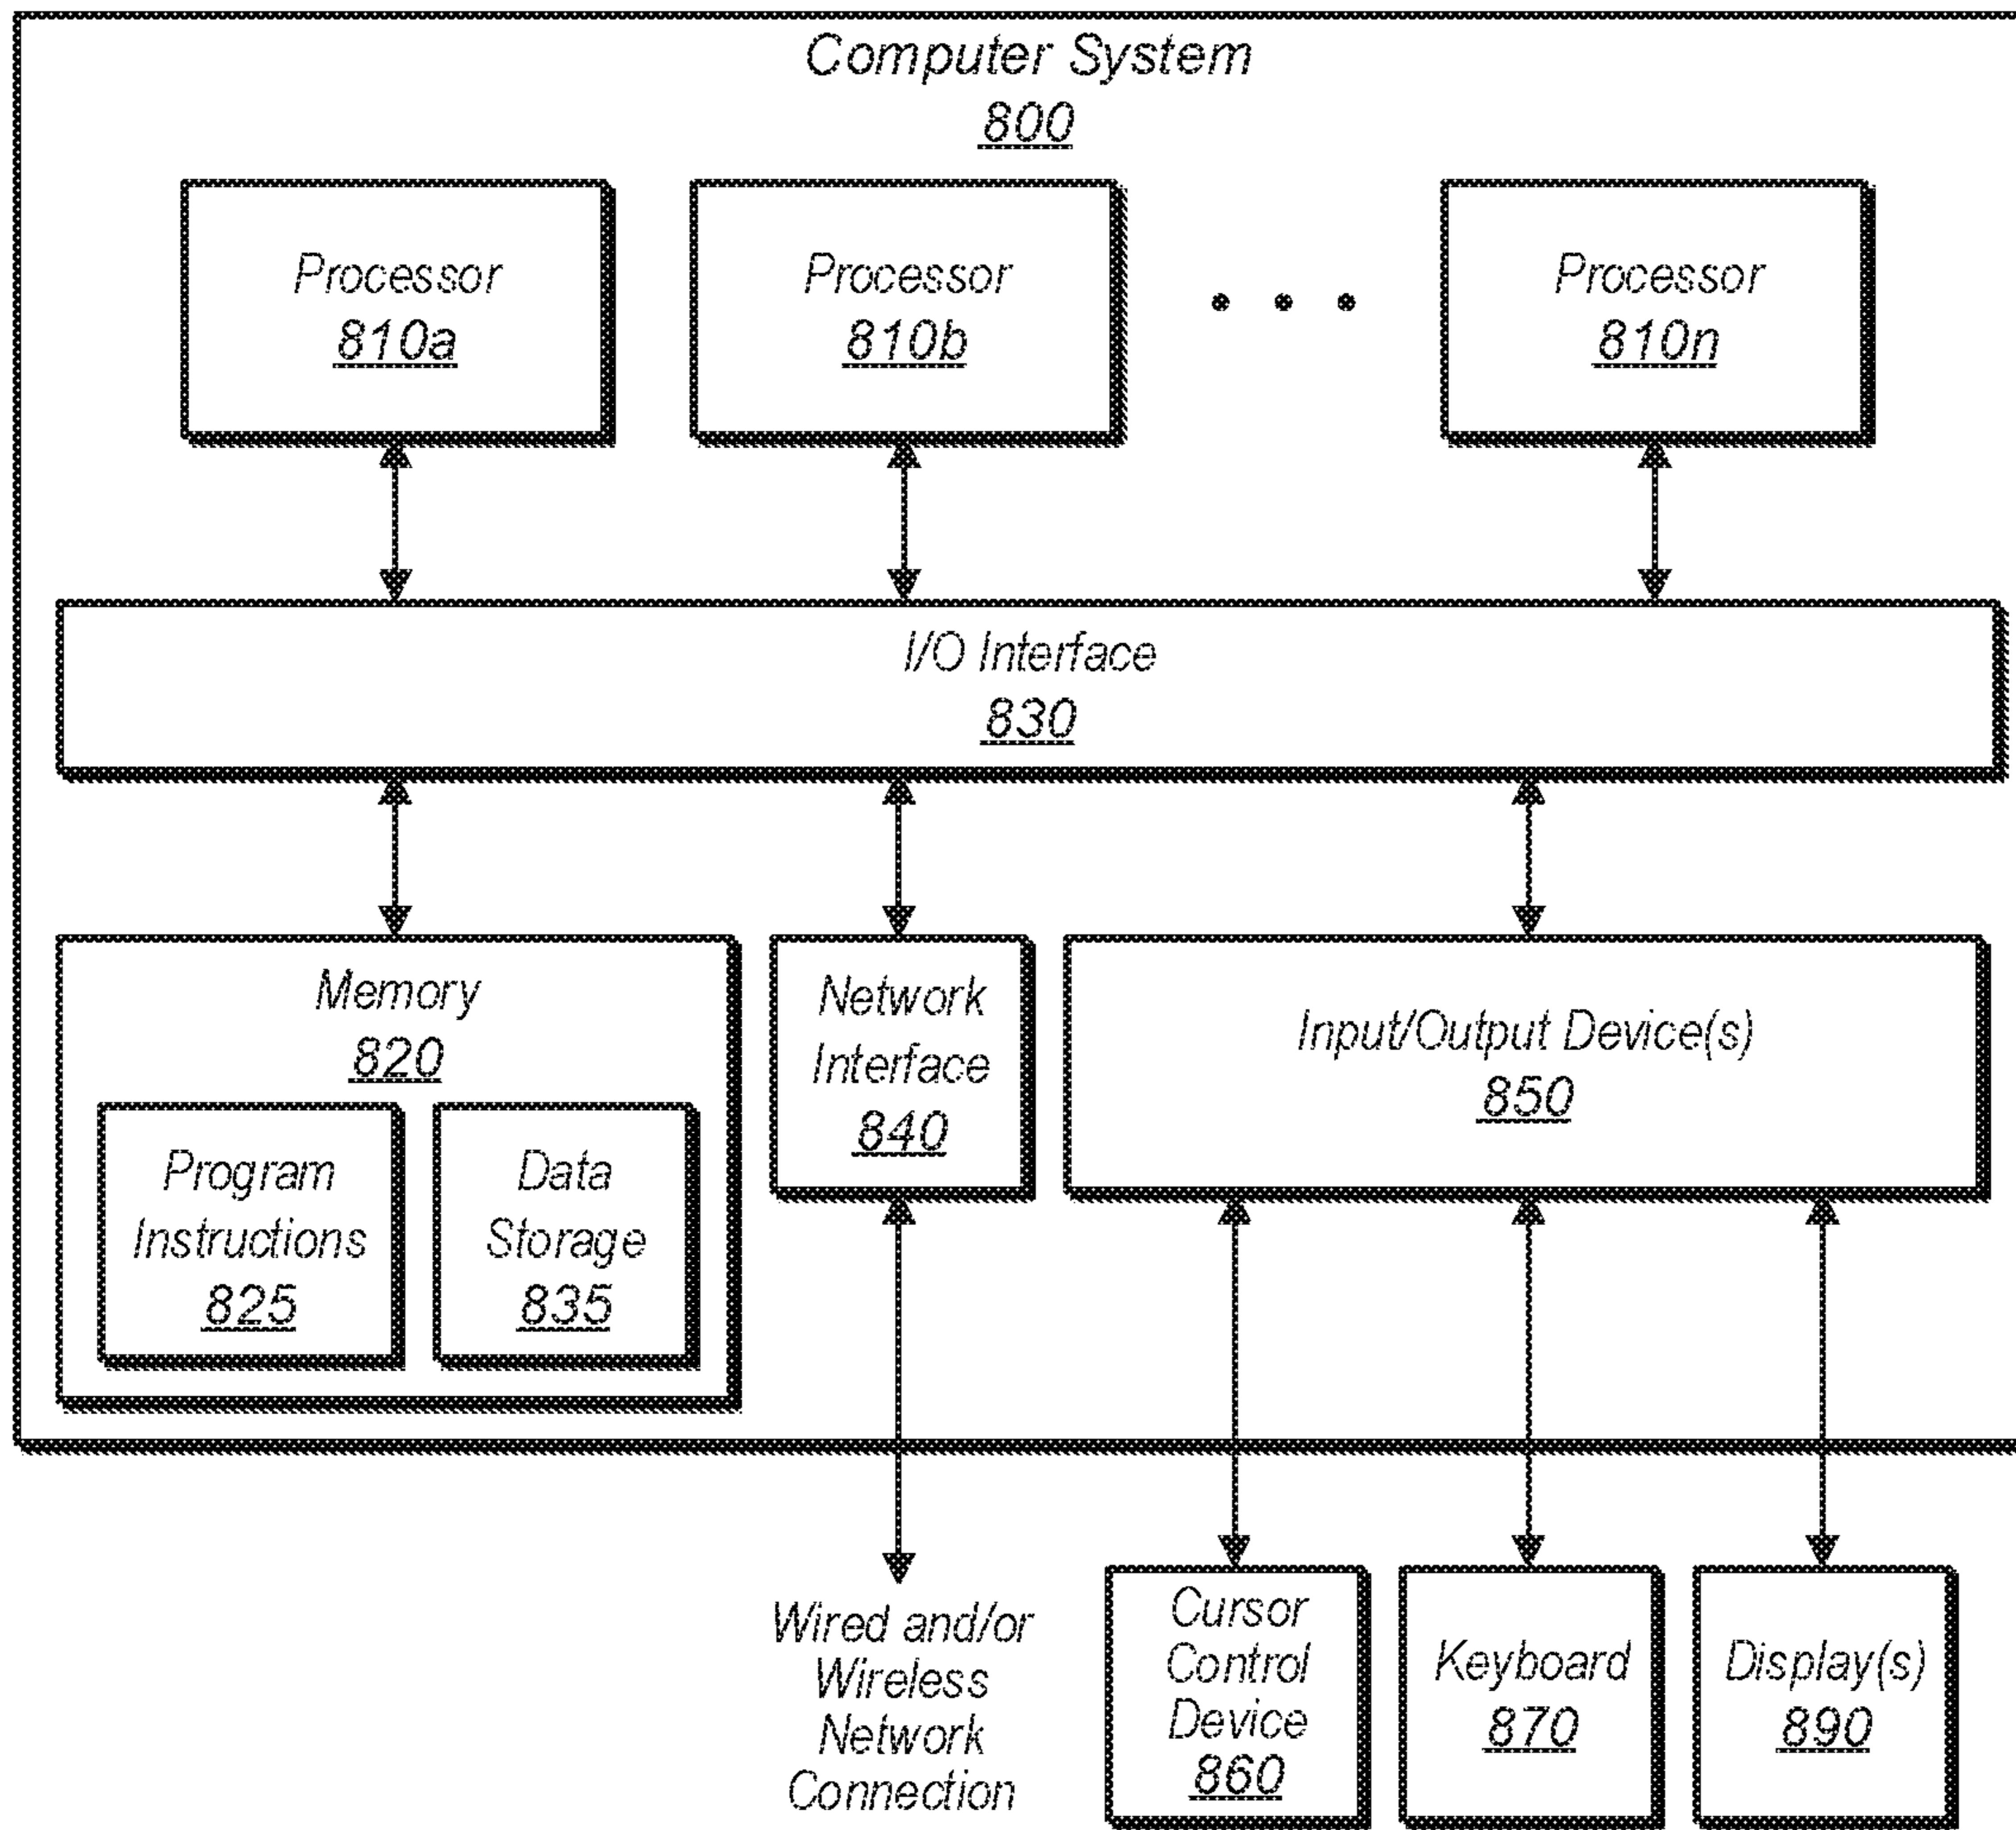 Computer System
800
Processor
810a
Processor
810b
Processor
810n
I/O Interface
830
Memory
820
Program
Instructions
825
Data
Storage
835
Network
Interface
840
Input/Output Device(s)
850
Wired and/or
Wireless
Network
Connection
Cursor
Control
Device
860
Keyboard
870
Display(s)
890